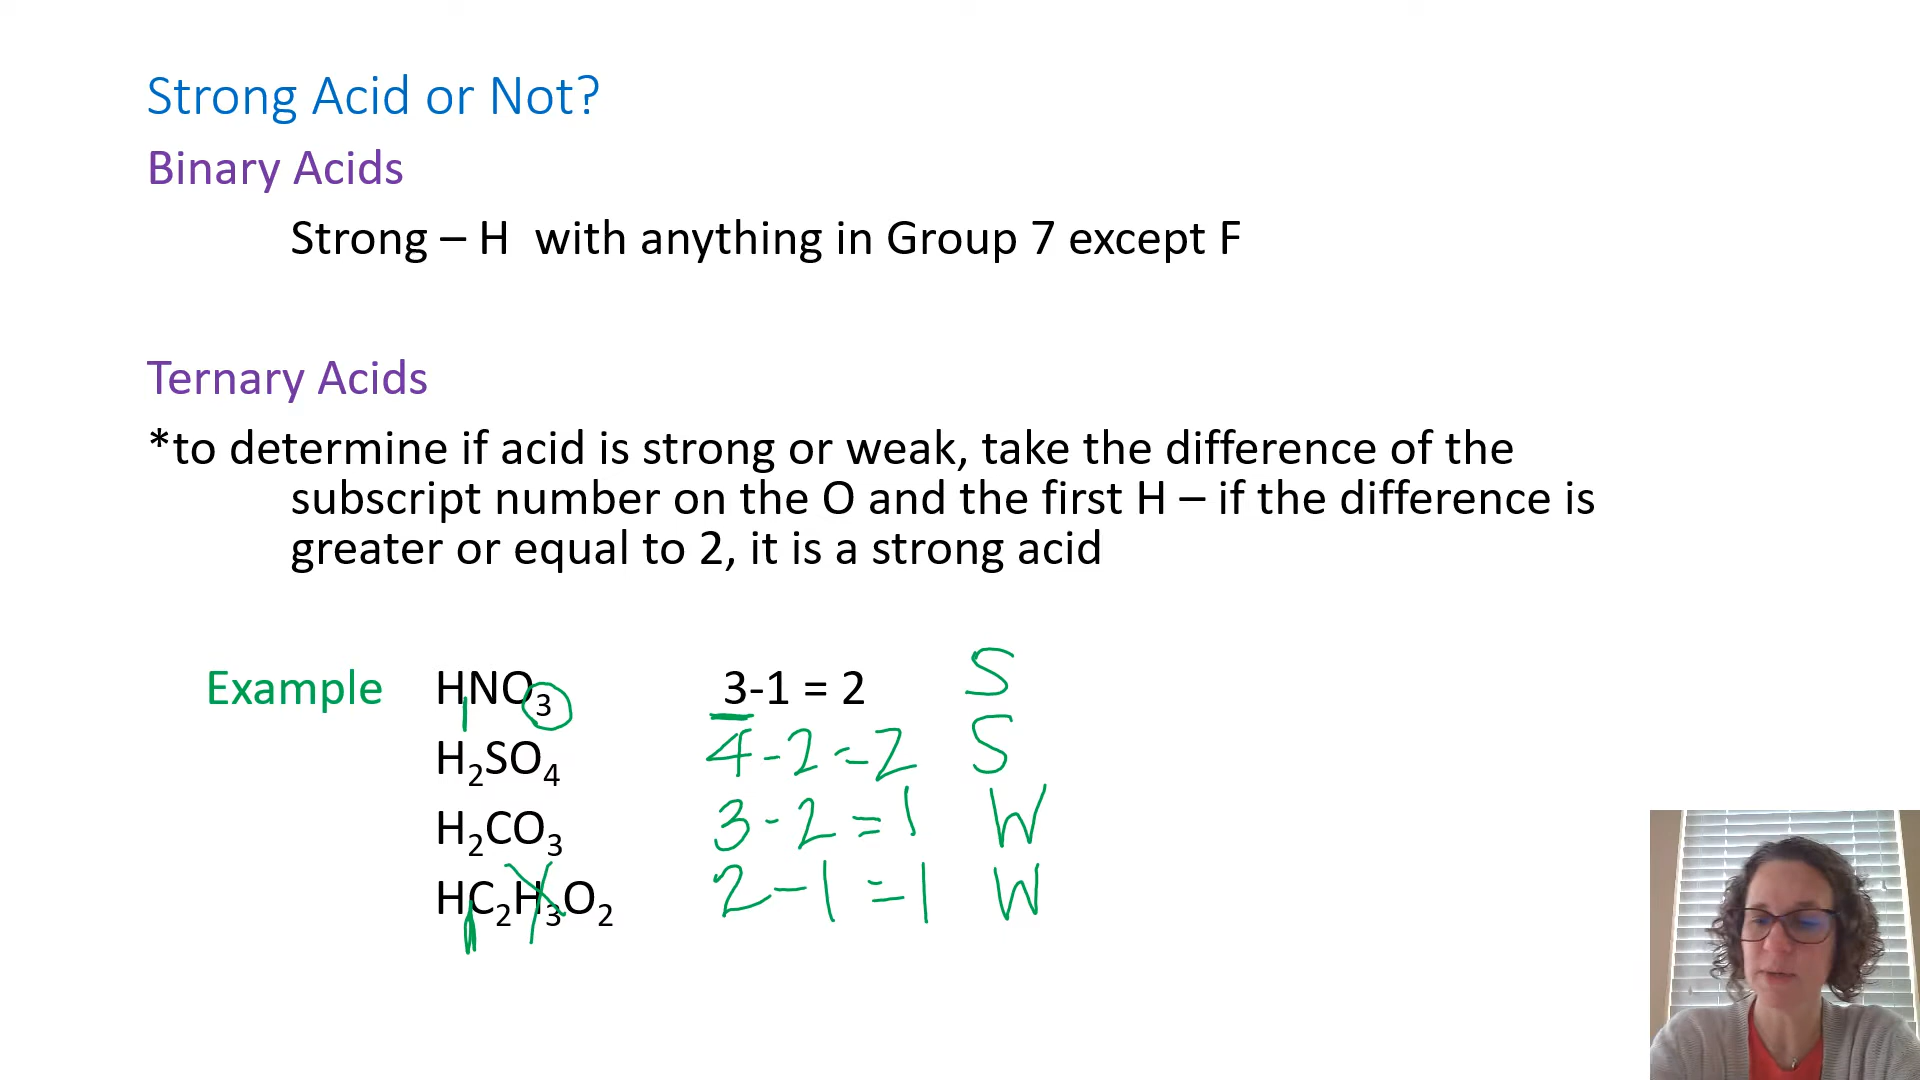 Strong Acid or Not?
Binary Acids
Strong – H with anything in Group 7 except F
Ternary Acids
*to determine if acid is strong or weak, take the difference of the
subscript number on the O and the first H – if the difference is
greater or equal to 2, it is a strong acid
Example HNO₃ 3-1 = 2 S
1
H₂SO₄ 4-2=2 S
H₂CO₃ 3-2=1 W
HC₂H₃O₂ 2-1=1 W
1